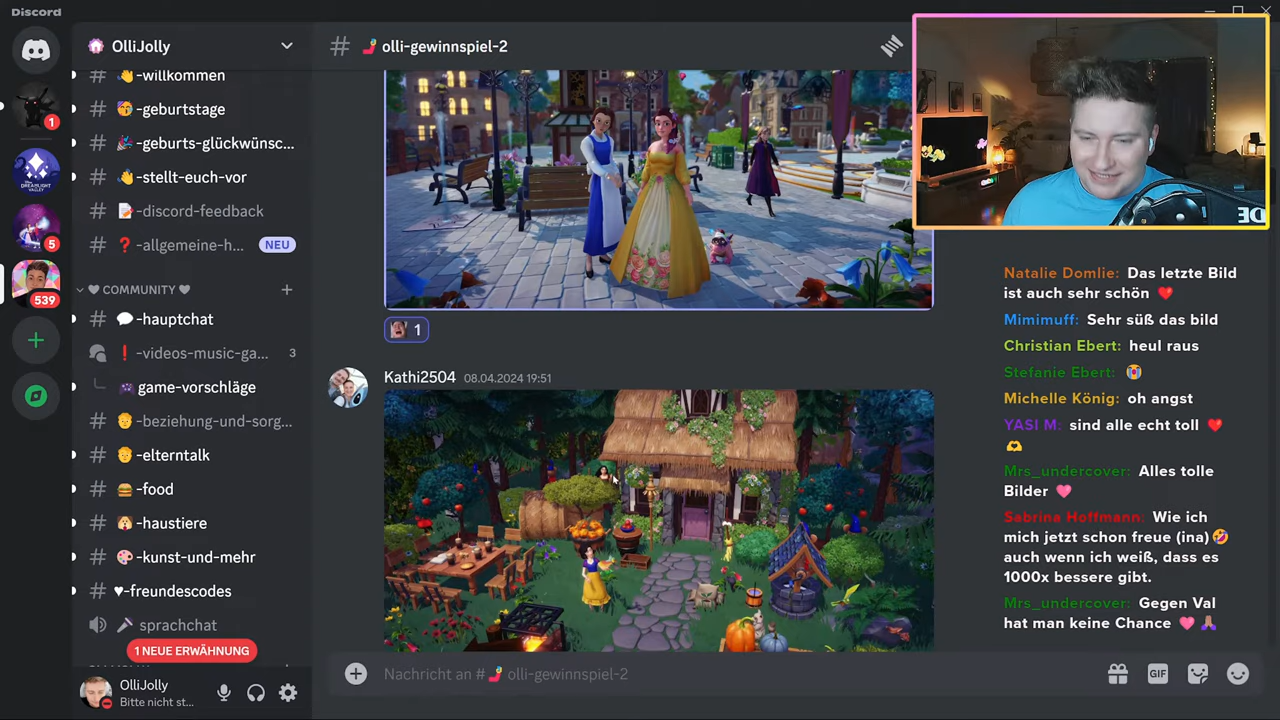 Discord
OlliJolly
-willkommen
-geburtstage
-geburts-glückwünsc...
-stellt-euch-vor
-discord-feedback
-allgemeine-h...
NEU
COMMUNITY
-hauptchat
-videos-music-ga...
3
game-vorschläge
-beziehung-und-sorg...
-elterntalk
-food
-haustiere
-kunst-und-mehr
-freundescodes
sprachchat
1 NEUE ERWÄHNUNG
OlliJolly
Bitte nicht st...
1
5
539
olli-gewinnspiel-2
1
Kathi2504 08.04.2024 19:51
Nachricht an # olli-gewinnspiel-2
GIF
Natalie Domlie: Das letzte Bild
ist auch sehr schön
Mimimuff: Sehr süß das bild
Christian Ebert: heul raus
Stefanie Ebert:
Michelle König: oh angst
YASI M: sind alle echt toll
Mrs_undercover: Alles tolle
Bilder
Sabrina Hoffmann: Wie ich
mich jetzt schon freue (ina)
auch wenn ich weiß, dass es
1000x bessere gibt.
Mrs_undercover: Gegen Val
hat man keine Chance